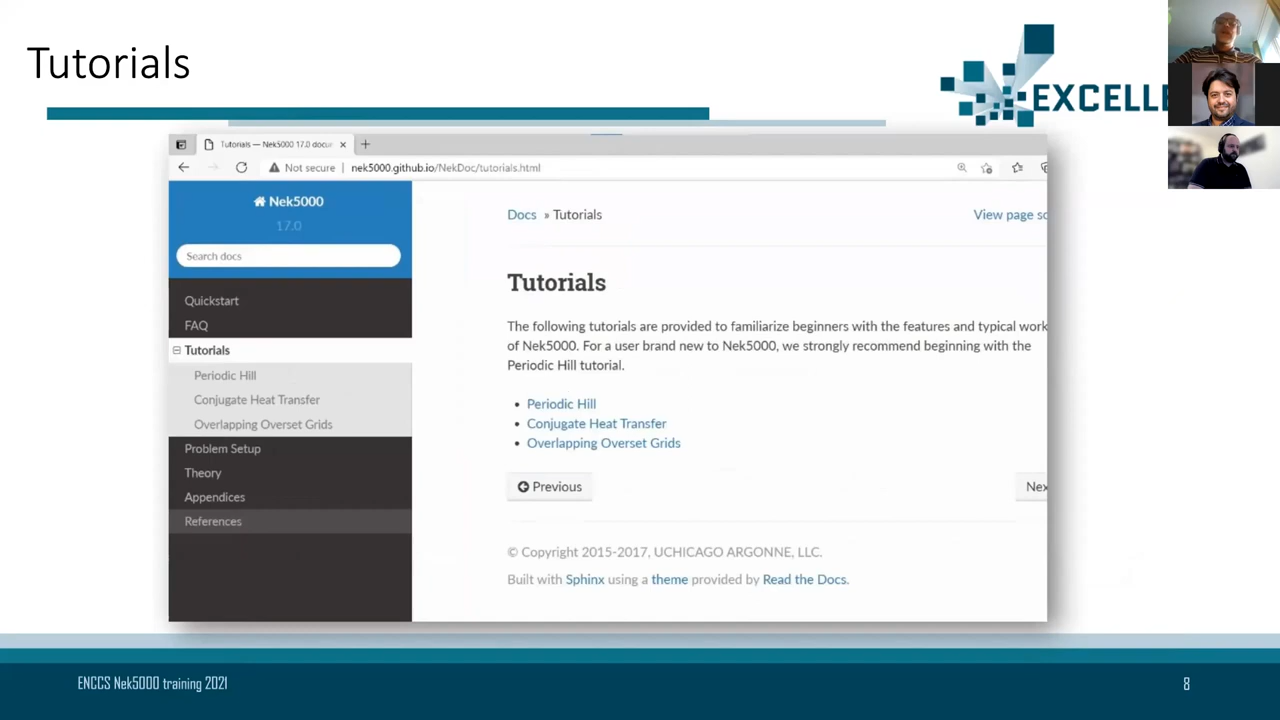 Tutorials
EXCELLE
Tutorials — Nek5000 17.0 docu
Not secure | nek5000.github.io/NekDoc/tutorials.html
Nek5000
17.0
Search docs
Quickstart
FAQ
Tutorials
Periodic Hill
Conjugate Heat Transfer
Overlapping Overset Grids
Problem Setup
Theory
Appendices
References
Docs » Tutorials
View page so
Tutorials
The following tutorials are provided to familiarize beginners with the features and typical work
of Nek5000. For a user brand new to Nek5000, we strongly recommend beginning with the
Periodic Hill tutorial.
• Periodic Hill
• Conjugate Heat Transfer
• Overlapping Overset Grids
Previous
Nex
© Copyright 2015-2017, UCHICAGO ARGONNE, LLC.
Built with Sphinx using a theme provided by Read the Docs.
ENCCS Nek5000 training 2021
8